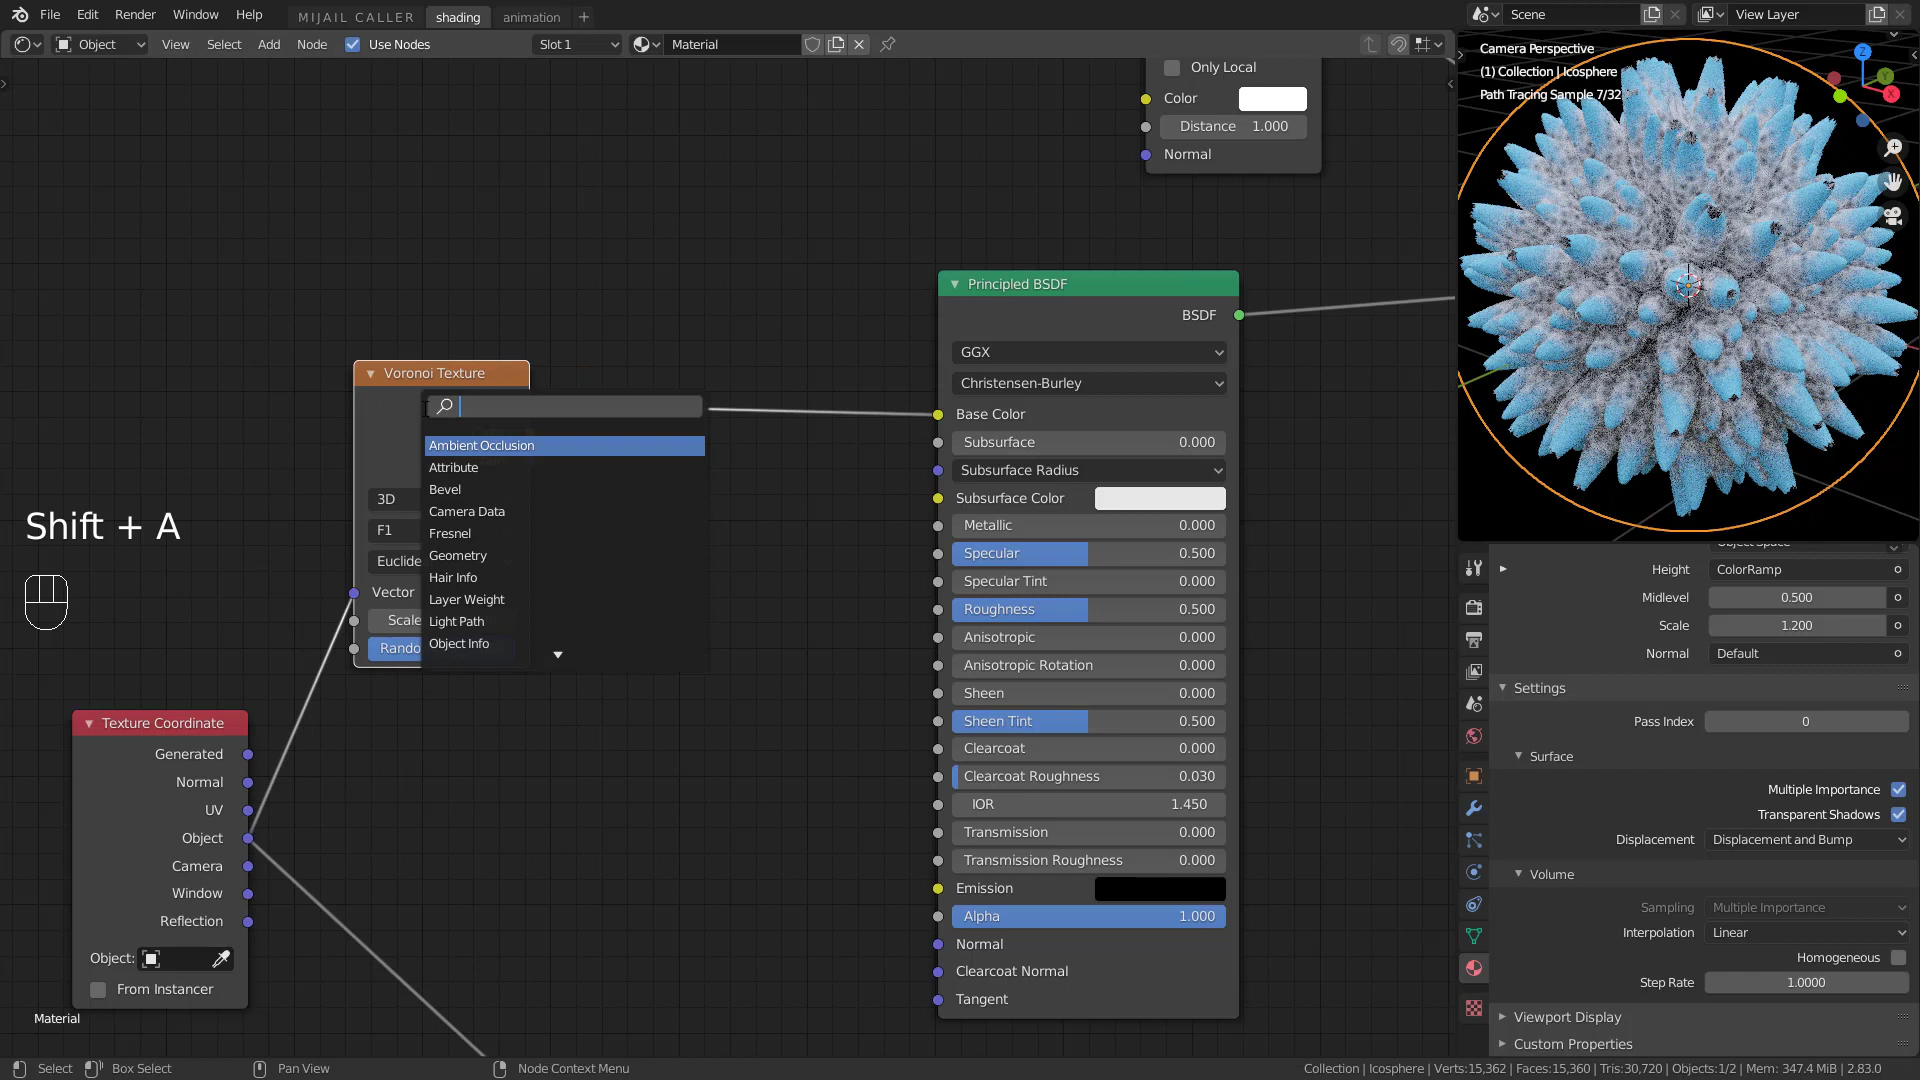 File Edit Render Window Help MIJAIL CALLER shading animation + Scene View Layer
Object View Select Add Node Use Nodes Slot 1 Material
Camera Perspective
(1) Collection | Icosphere
Path Tracing Sample 7/32
Z
Y
X
Only Local
Color
Distance 1.000
Normal
Principled BSDF
BSDF
GGX
Christensen-Burley
Base Color
Subsurface 0.000
Subsurface Radius
Subsurface Color
Metallic 0.000
Specular 0.500
Specular Tint 0.000
Roughness 0.500
Anisotropic 0.000
Anisotropic Rotation 0.000
Sheen 0.000
Sheen Tint 0.500
Clearcoat 0.000
Clearcoat Roughness 0.030
IOR 1.450
Transmission 0.000
Transmission Roughness 0.000
Emission
Alpha 1.000
Normal
Clearcoat Normal
Tangent
Voronoi Texture
3D
F1
Euclide
Vector
Scale
Rando
Ambient Occlusion
Attribute
Bevel
Camera Data
Fresnel
Geometry
Hair Info
Layer Weight
Light Path
Object Info
Shift + A
Texture Coordinate
Generated
Normal
UV
Object
Camera
Window
Reflection
Object:
From Instancer
Material
Object Space
Height ColorRamp
Midlevel 0.500
Scale 1.200
Normal Default
Settings
Pass Index 0
Surface
Multiple Importance
Transparent Shadows
Displacement Displacement and Bump
Volume
Sampling Multiple Importance
Interpolation Linear
Homogeneous
Step Rate 1.0000
Viewport Display
Custom Properties
Select Box Select Pan View Node Context Menu Collection | Icosphere | Verts:15,362 | Faces:15,360 | Tris:30,720 | Objects:1/2 | Mem: 347.4 MiB | 2.83.0